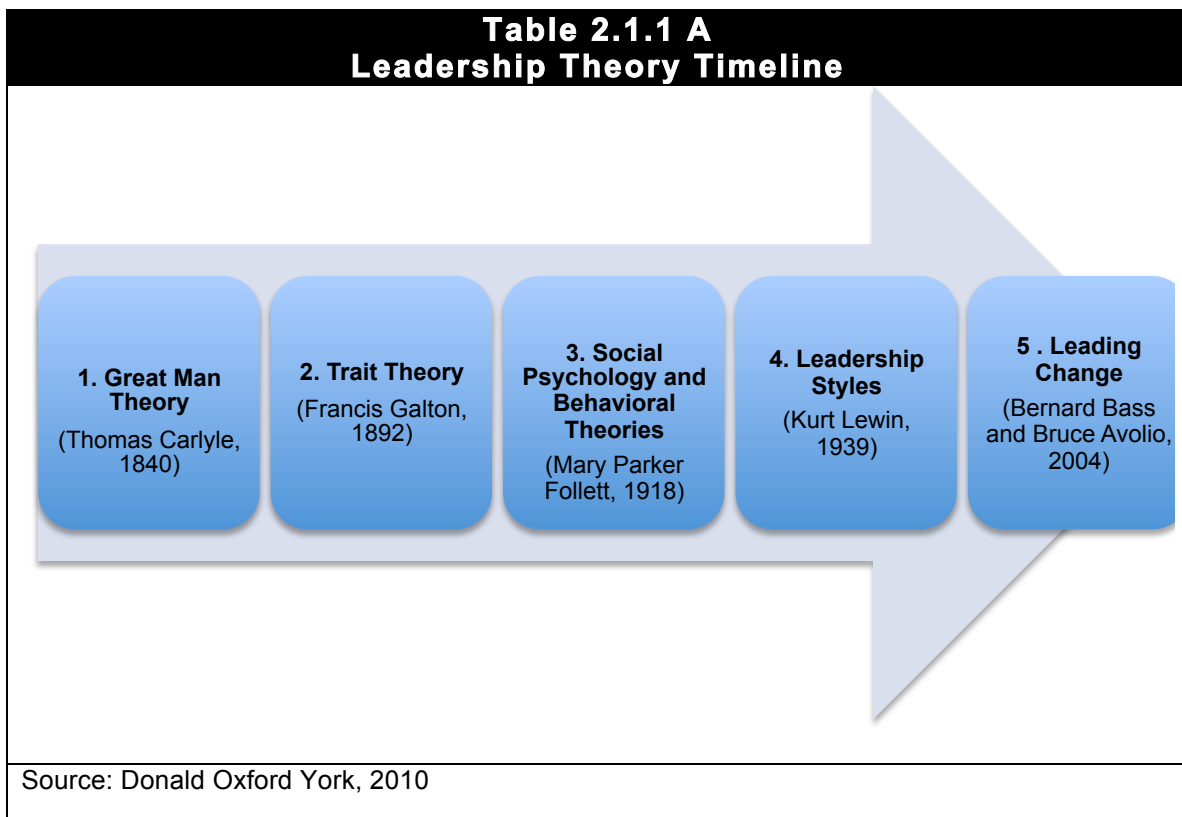 Table 2.1.1 A
Leadership Theory Timeline
1. Great Man
Theory
(Thomas Carlyle,
1840)
2. Trait Theory
(Francis Galton,
1892)
3. Social
Psychology and
Behavioral
Theories
(Mary Parker
Follett, 1918)
4. Leadership
Styles
(Kurt Lewin,
1939)
5 . Leading
Change
(Bernard Bass
and Bruce Avolio,
2004)
Source: Donald Oxford York, 2010